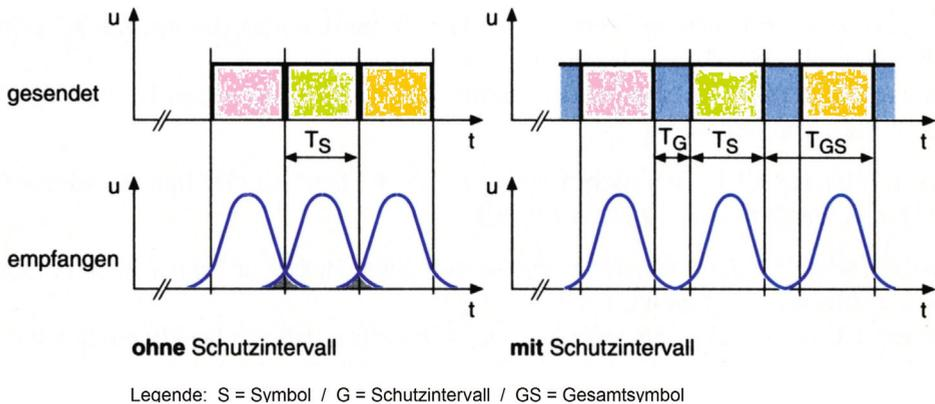 u
u
gesendet
t
t
T_S
T_G
T_S
T_GS
u
u
empfangen
t
t
ohne Schutzintervall
mit Schutzintervall
Legende: S = Symbol / G = Schutzintervall / GS = Gesamtsymbol